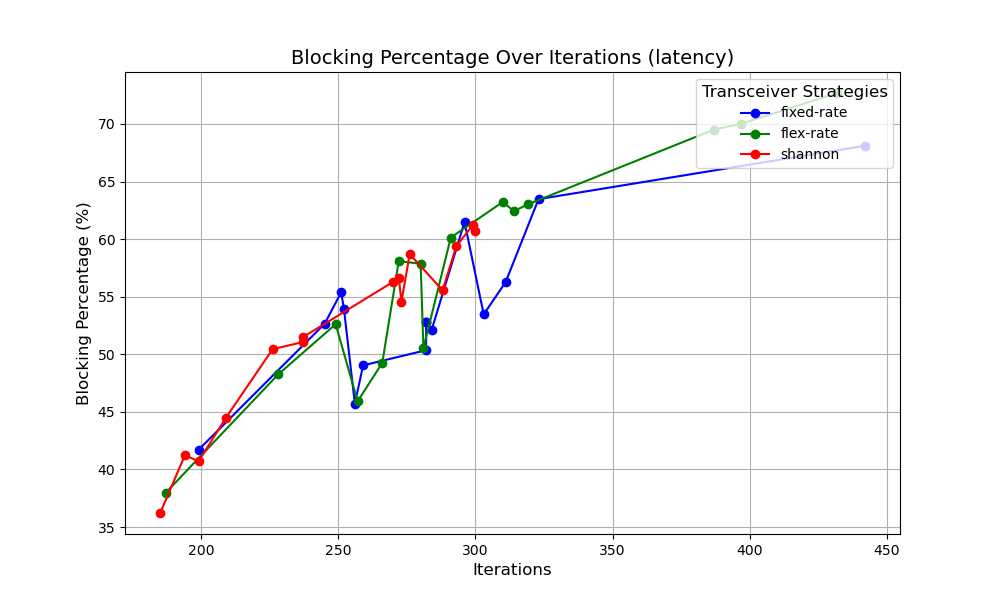 Blocking Percentage Over Iterations (latency)
Transceiver Strategies
fixed-rate
flex-rate
shannon
Blocking Percentage (%)
70
65
60
55
50
45
40
35
200 250 300 350 400 450
Iterations